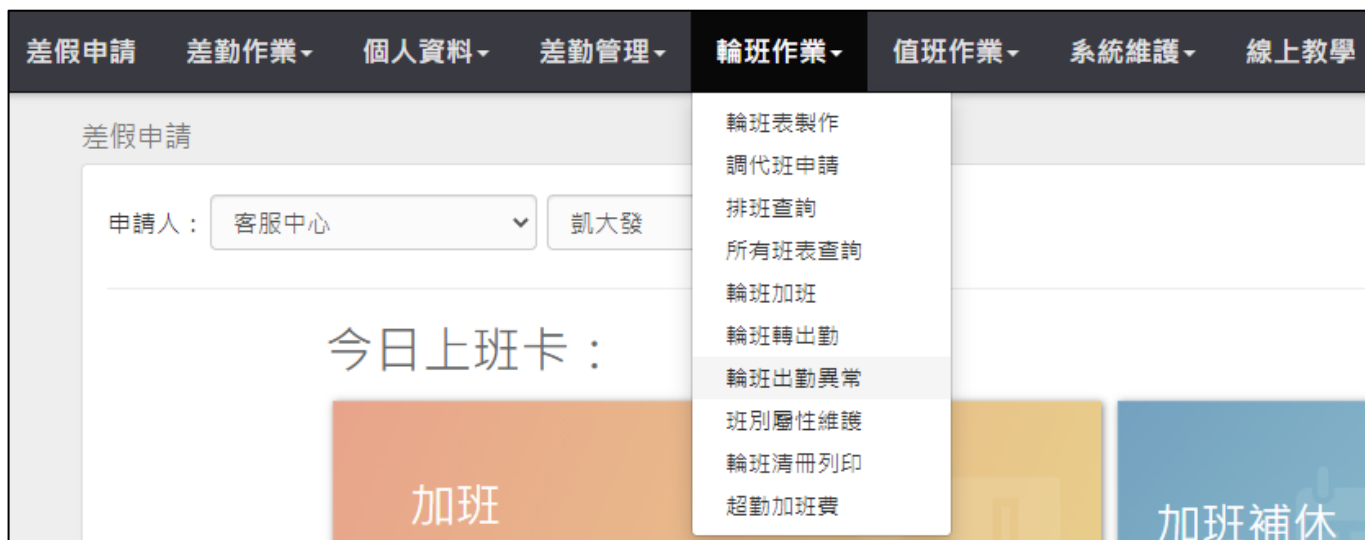 差假申請 差勤作業 個人資料 差勤管理 輪班作業 值班作業 系統維護 線上教學
輪班表製作
調代班申請
排班查詢
所有班表查詢
輪班加班
輪班轉出勤
輪班出勤異常
班別屬性維護
輪班清冊列印
超勤加班費
差假申請
申請人： 客服中心 凱大發
今日上班卡：
加班
加班補休